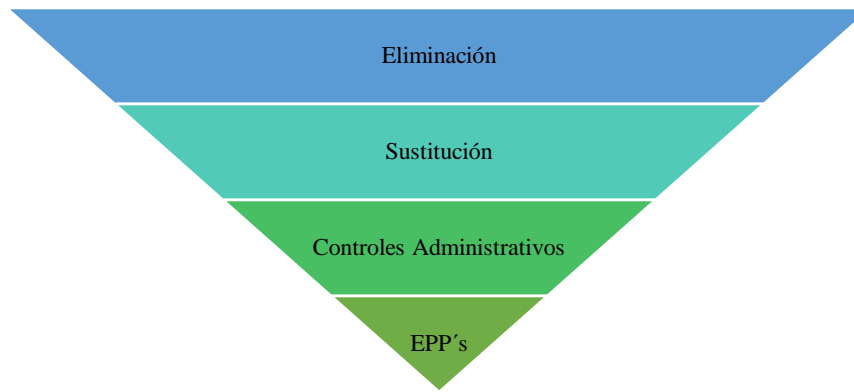 Eliminación
Sustitución
Controles Administrativos
EPP´s